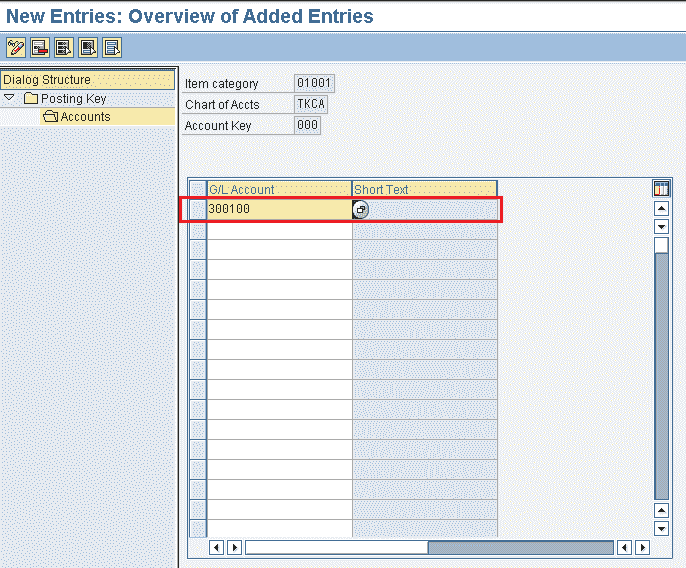 New Entries: Overview of Added Entries
Dialog Structure
Posting Key
Accounts
Item category 01001
Chart of Accts TKCA
Account Key 000
G/L Account Short Text
300100